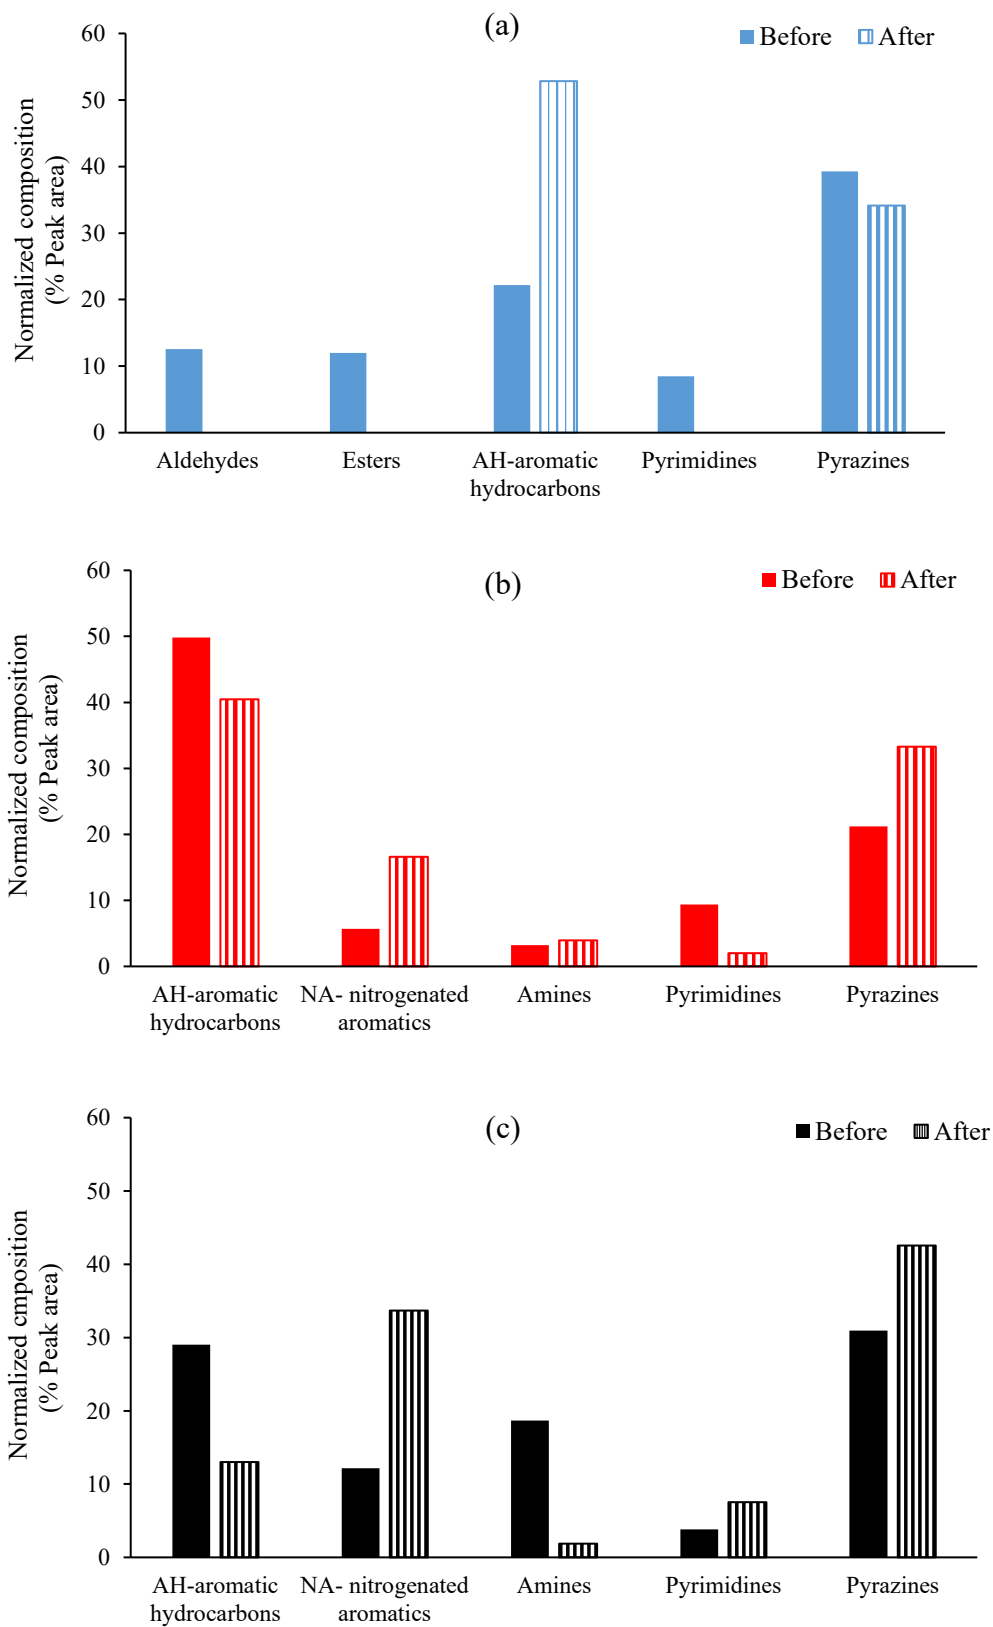 (a)
Before After
Normalized composition
(% Peak area)
60
50
40
30
20
10
0
Aldehydes Esters AH-aromatic Pyrimidines Pyrazines
hydrocarbons
(b)
Before After
Normalized composition
(% Peak area)
60
50
40
30
20
10
0
AH-aromatic NA- nitrogenated Amines Pyrimidines Pyrazines
hydrocarbons aromatics
(c)
Before After
Normalized cmposition
(% Peak area)
60
50
40
30
20
10
0
AH-aromatic NA- nitrogenated Amines Pyrimidines Pyrazines
hydrocarbons aromatics